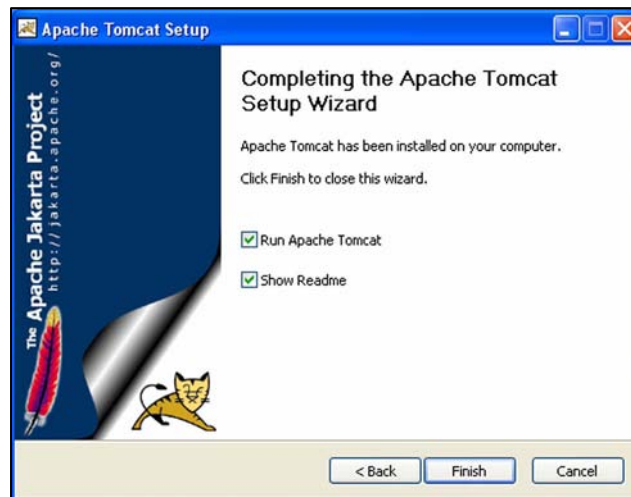 Apache Tomcat Setup
The Apache Jakarta Project
http://jakarta.apache.org/
Completing the Apache Tomcat
Setup Wizard
Apache Tomcat has been installed on your computer.
Click Finish to close this wizard.
Run Apache Tomcat
Show Readme
< Back
Finish
Cancel